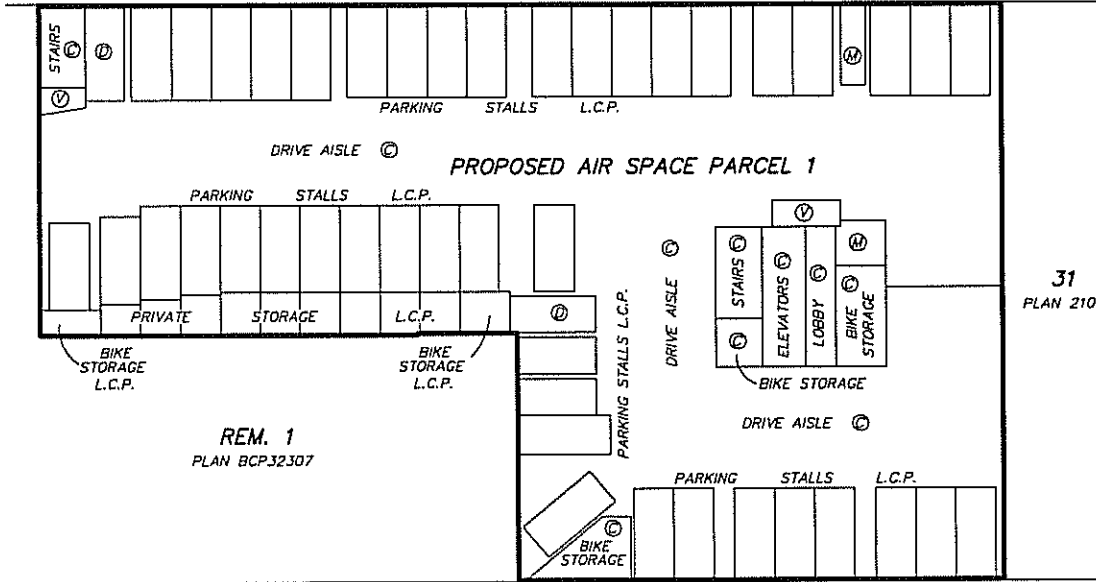 STAIRS Ⓒ Ⓓ
Ⓥ
Ⓜ
PARKING STALLS L.C.P.
DRIVE AISLE Ⓒ
PROPOSED AIR SPACE PARCEL 1
PARKING STALLS L.C.P.
Ⓥ
STAIRS Ⓒ
ELEVATORS Ⓒ
LOBBY Ⓒ
Ⓜ
BIKE Ⓒ
STORAGE
Ⓒ
BIKE STORAGE
DRIVE AISLE Ⓒ
31
PLAN 210
PRIVATE STORAGE L.C.P.
Ⓓ
BIKE
STORAGE
L.C.P.
BIKE
STORAGE
L.C.P.
PARKING STALLS L.C.P.
DRIVE AISLE Ⓒ
REM. 1
PLAN BCP32307
PARKING STALLS L.C.P.
Ⓒ
BIKE
STORAGE